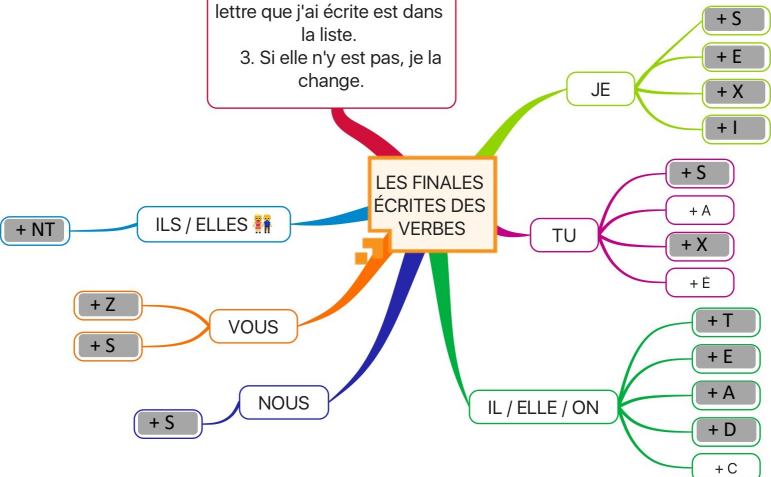 lettre que j'ai écrite est dans
la liste.
3. Si elle n'y est pas, je la
change.
LES FINALES
ÉCRITES DES
VERBES
JE
+ S
+ E
+ X
+ I
TU
+ S
+ A
+ X
+ É
IL / ELLE / ON
+ T
+ E
+ A
+ D
+ C
NOUS
+ S
VOUS
+ Z
+ S
ILS / ELLES
+ NT